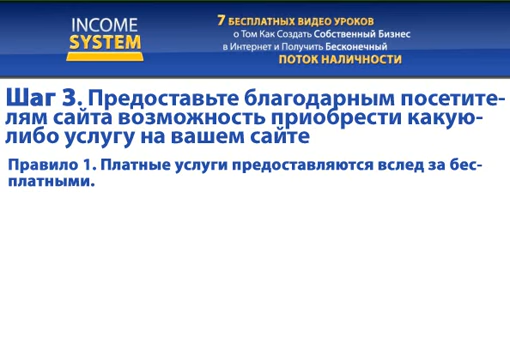 INCOME
SYSTEM
7 БЕСПЛАТНЫХ ВИДЕО УРОКОВ
о Том Как Создать Собственный Бизнес
в Интернет и Получить Бесконечный
ПОТОК НАЛИЧНОСТИ
Шаг 3. Предоставьте благодарным посетите-
лям сайта возможность приобрести какую-
либо услугу на вашем сайте
Правило 1. Платные услуги предоставляются вслед за бес-
платными.